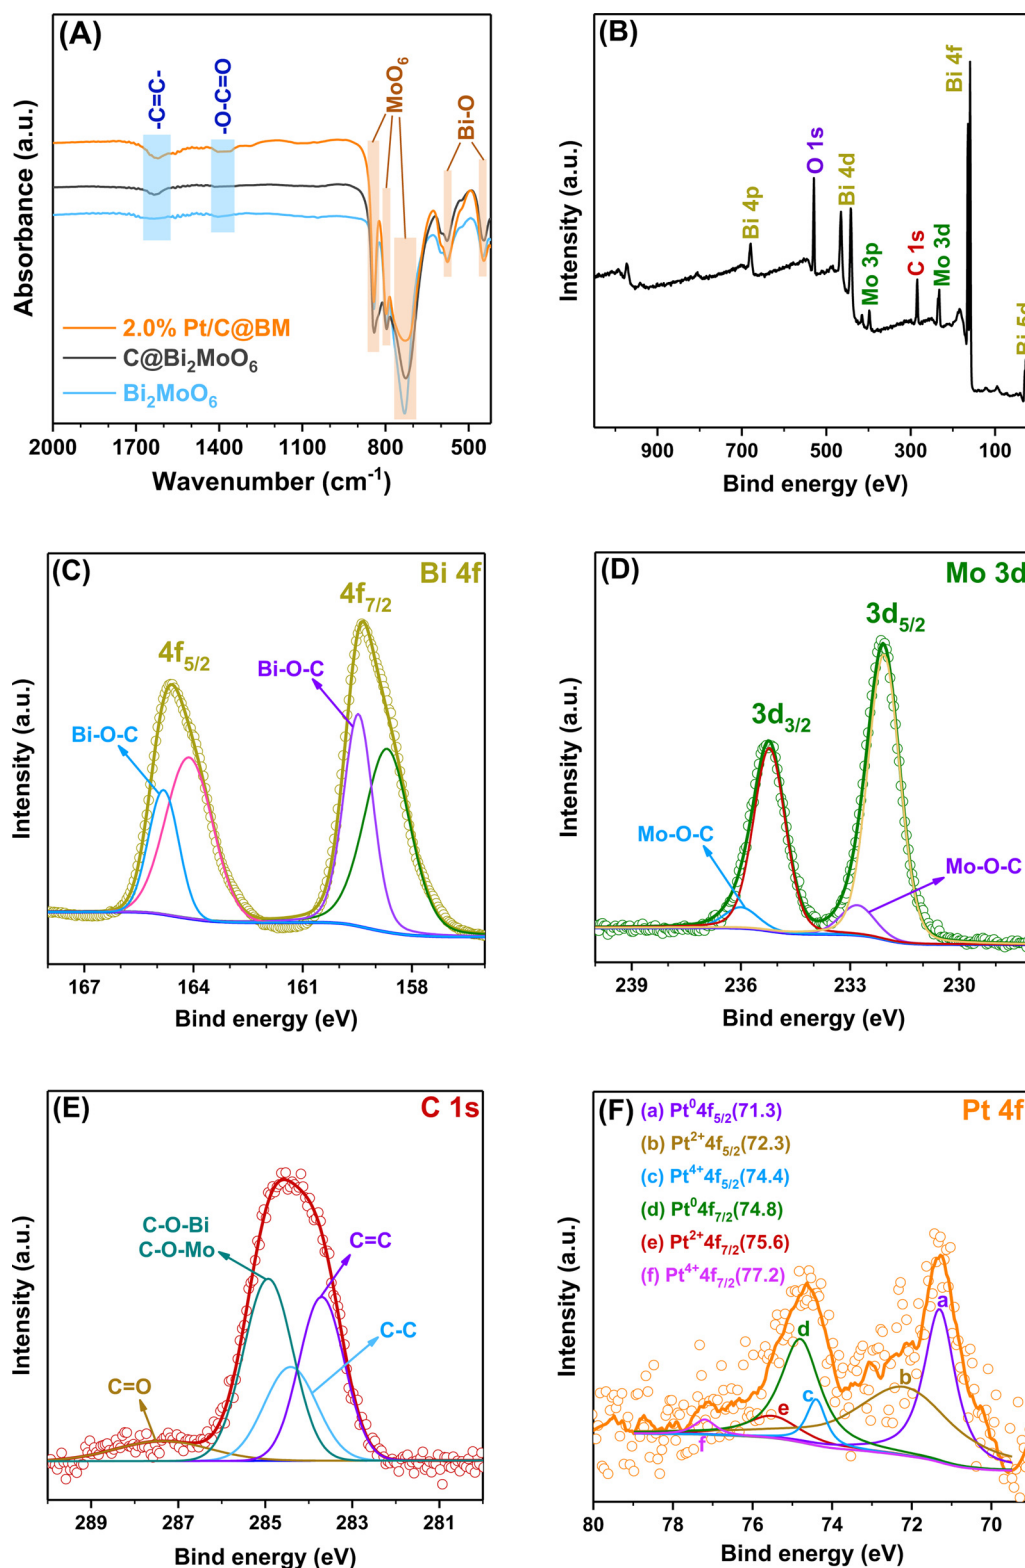 (A)
-C=C-
-O-C=O
MoO₆
Bi-O
2.0% Pt/C@BM
C@Bi₂MoO₆
Bi₂MoO₆
Absorbance (a.u.)
2000 1700 1400 1100 800 500
Wavenumber (cm⁻¹)
(B)
Bi 4p
O 1s
Bi 4d
Mo 3p
C 1s
Mo 3d
Bi 4f
Bi 5d
Intensity (a.u.)
900 700 500 300 100
Bind energy (eV)
(C)
Bi 4f
4f₇/₂
4f₅/₂
Bi-O-C
Bi-O-C
Intensity (a.u.)
167 164 161 158
Bind energy (eV)
(D)
Mo 3d
3d₅/₂
3d₃/₂
Mo-O-C
Mo-O-C
Intensity (a.u.)
239 236 233 230
Bind energy (eV)
(E)
C 1s
C-O-Bi
C-O-Mo
C=C
C-C
C=O
Intensity (a.u.)
289 287 285 283 281
Bind energy (eV)
(F)
Pt 4f
(a) Pt⁰4f₅/₂(71.3)
(b) Pt²⁺4f₅/₂(72.3)
(c) Pt⁴⁺4f₅/₂(74.4)
(d) Pt⁰4f₇/₂(74.8)
(e) Pt²⁺4f₇/₂(75.6)
(f) Pt⁴⁺4f₇/₂(77.2)
a
d
b
c
e
f
Intensity (a.u.)
80 78 76 74 72 70
Bind energy (eV)